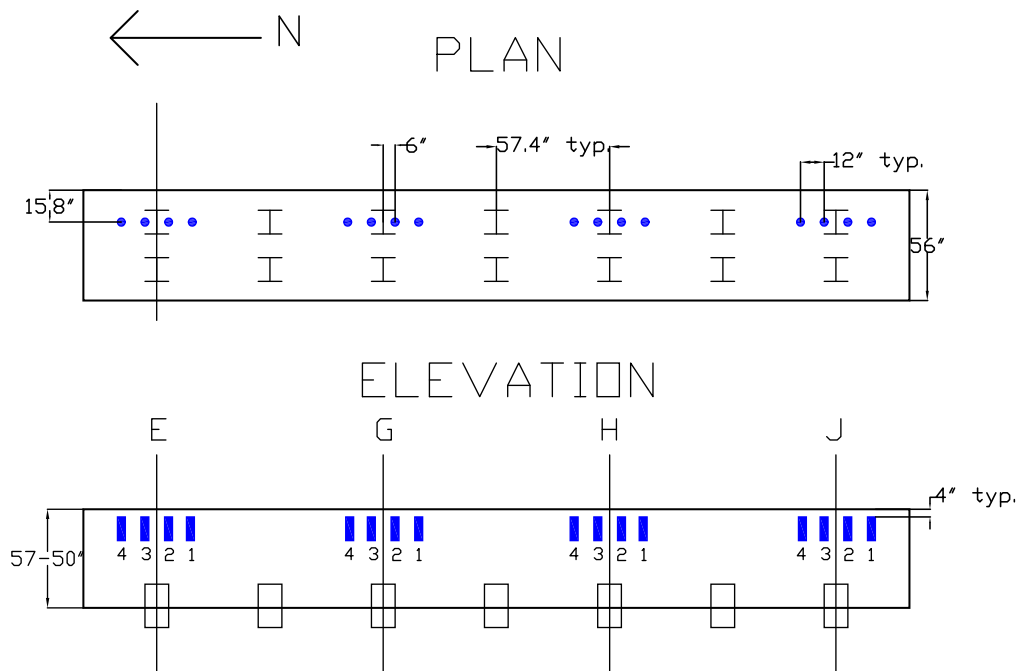 N
PLAN
6" 57.4" typ. 12" typ.
15.8"
56"
ELEVATION
E G H J
4" typ.
4 3 2 1 4 3 2 1 4 3 2 1 4 3 2 1
57-50"